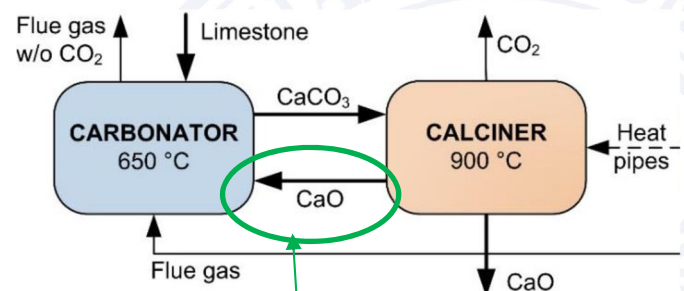 Flue gas
w/o CO₂
Limestone
CO₂
CaCO₃
CARBONATOR
650 °C
CALCINER
900 °C
Heat
pipes
CaO
Flue gas
CaO